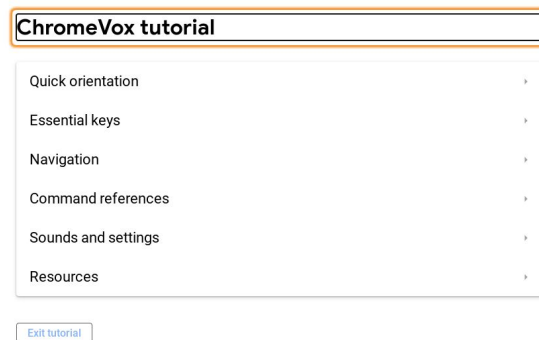 ChromeVox tutorial
Quick orientation
Essential keys
Navigation
Command references
Sounds and settings
Resources
Exit tutorial